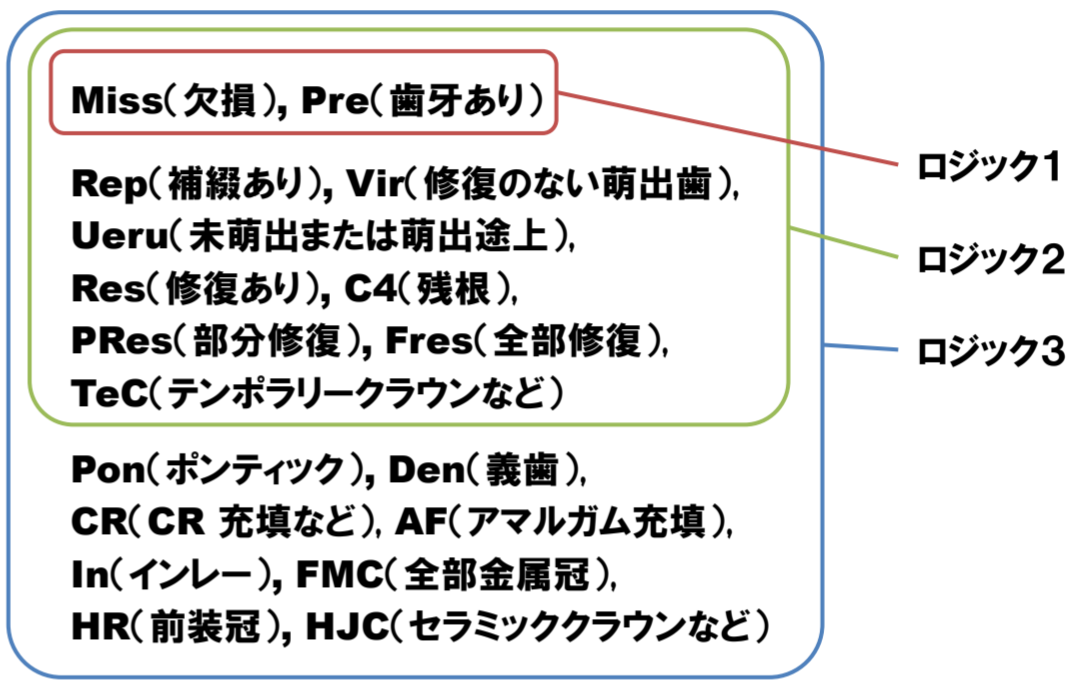 Miss(欠損), Pre(歯牙あり)
Rep(補綴あり), Vir(修復のない萌出歯),
Ueru(未萌出または萌出途上),
Res(修復あり), C4(残根),
PRes(部分修復), Fres(全部修復),
TeC(テンポラリークラウンなど)
Pon(ポンティック), Den(義歯),
CR(CR 充填など), AF(アマルガム充填),
In(インレー), FMC(全部金属冠),
HR(前装冠), HJC(セラミッククラウンなど)
ロジック1
ロジック2
ロジック3